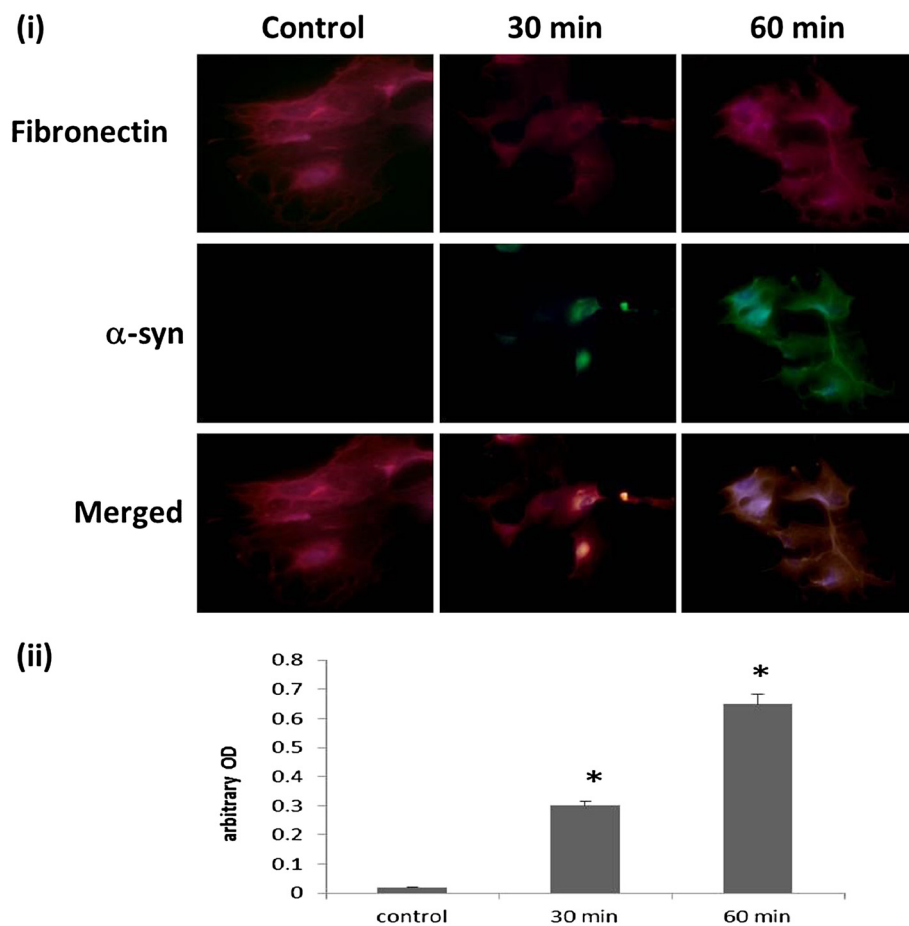 (i)
Control 30 min 60 min
Fibronectin
α-syn
Merged
(ii)
0.8
0.7
0.6
0.5
0.4
0.3
0.2
0.1
0
arbitrary OD
*
*
control 30 min 60 min